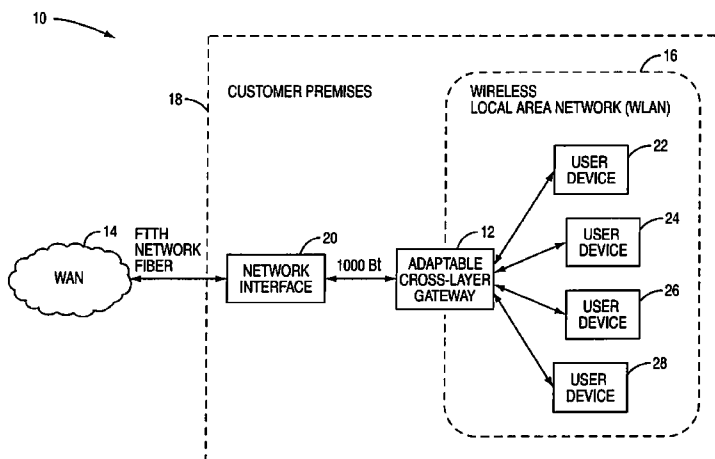 10
16
18
CUSTOMER PREMISES
WIRELESS
LOCAL AREA NETWORK (WLAN)
22
USER
DEVICE
14
FTTH
NETWORK
FIBER
WAN
20
NETWORK
INTERFACE
1000 Bt
12
ADAPTABLE
CROSS-LAYER
GATEWAY
24
USER
DEVICE
26
USER
DEVICE
28
USER
DEVICE